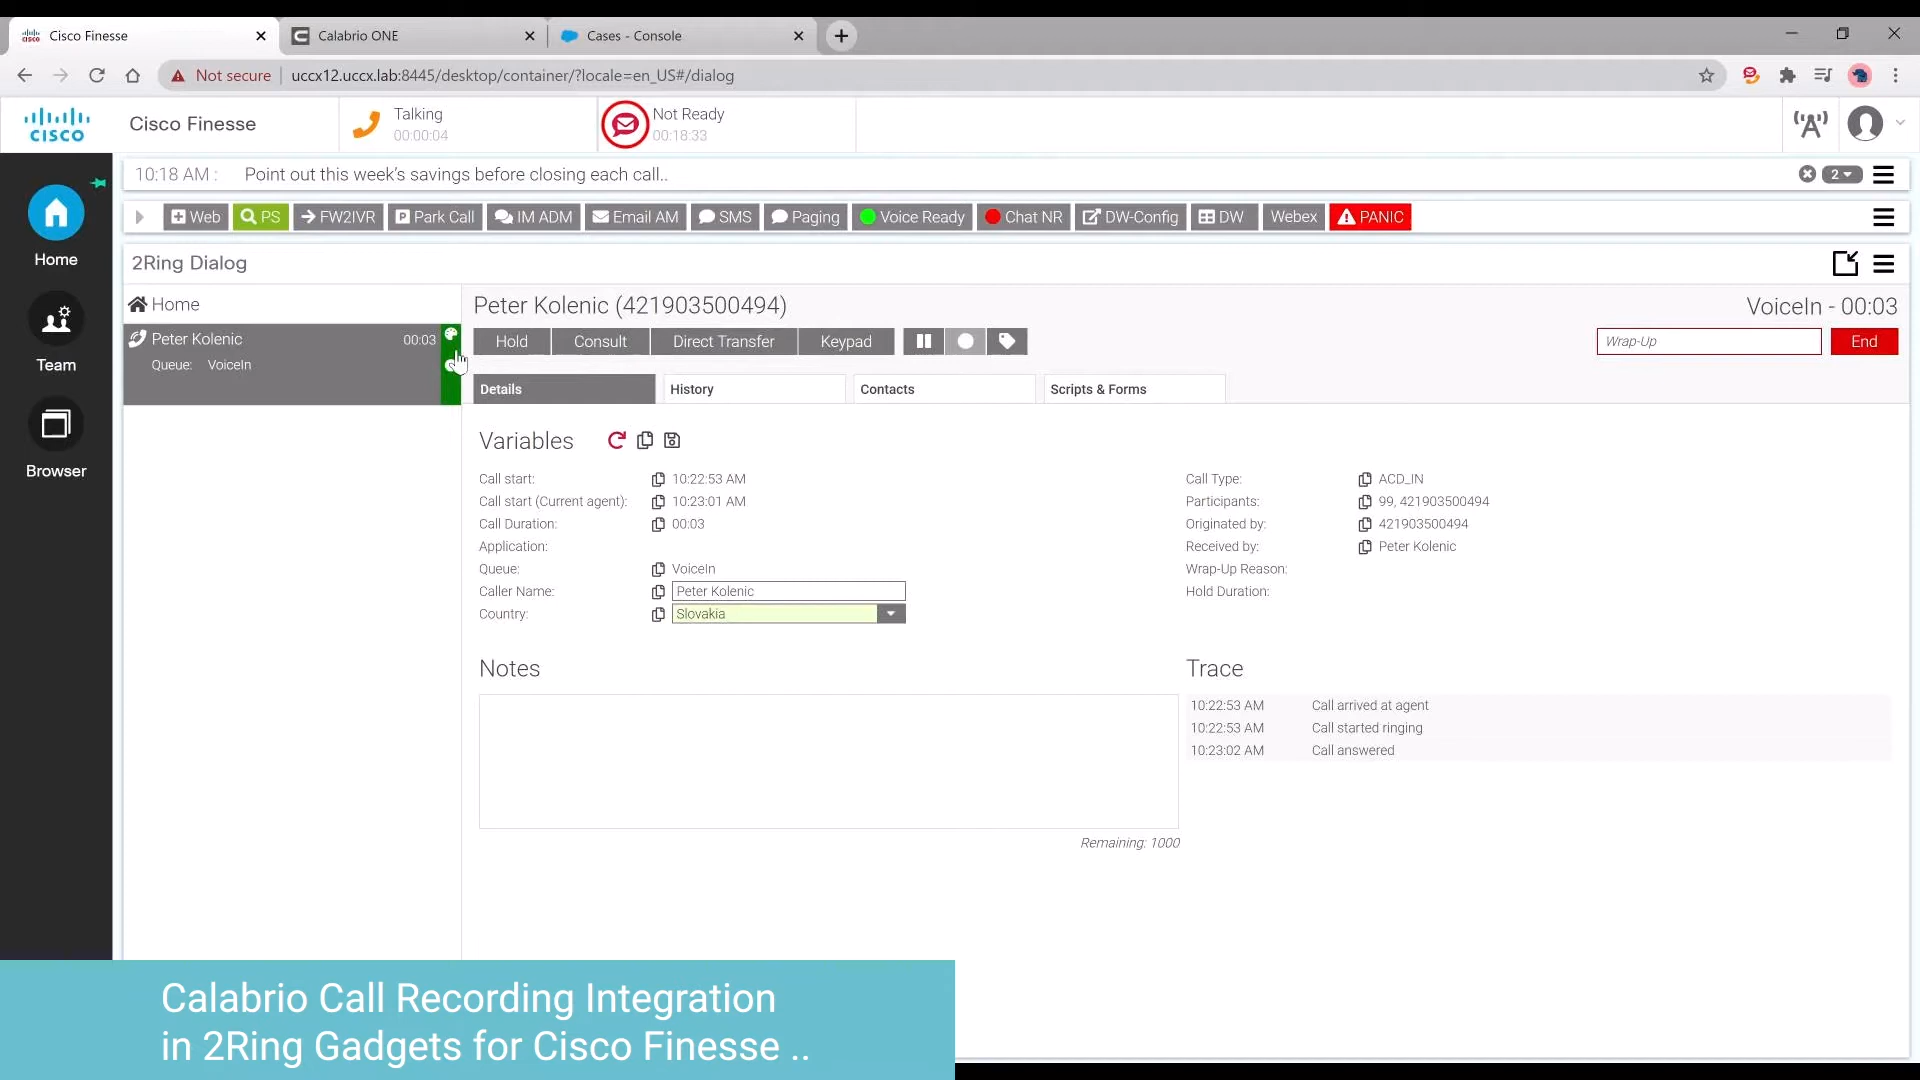 Cisco Finesse
Calabrio ONE
Cases - Console
Not secure
uccx12.uccx.lab:8445/desktop/container/?locale=en_US#/dialog
CISCO
Cisco Finesse
Talking
00:00:04
Not Ready
00:18:33
10:18 AM :
Point out this week's savings before closing each call..
2
Web
PS
FW2IVR
Park Call
IM ADM
Email AM
SMS
Paging
Voice Ready
Chat NR
DW-Config
DW
Webex
PANIC
Home
Team
Browser
2Ring Dialog
Home
Peter Kolenic
00:03
Queue: VoiceIn
Peter Kolenic (421903500494)
VoiceIn - 00:03
Hold
Consult
Direct Transfer
Keypad
Wrap-Up
End
Details
History
Contacts
Scripts & Forms
Variables
Call start: 10:22:53 AM
Call start (Current agent): 10:23:01 AM
Call Duration: 00:03
Application:
Queue: VoiceIn
Caller Name: Peter Kolenic
Country: Slovakia
Call Type: ACD_IN
Participants: 99, 421903500494
Originated by: 421903500494
Received by: Peter Kolenic
Wrap-Up Reason:
Hold Duration:
Notes
Remaining: 1000
Trace
10:22:53 AM Call arrived at agent
10:22:53 AM Call started ringing
10:23:02 AM Call answered
Calabrio Call Recording Integration
in 2Ring Gadgets for Cisco Finesse ..